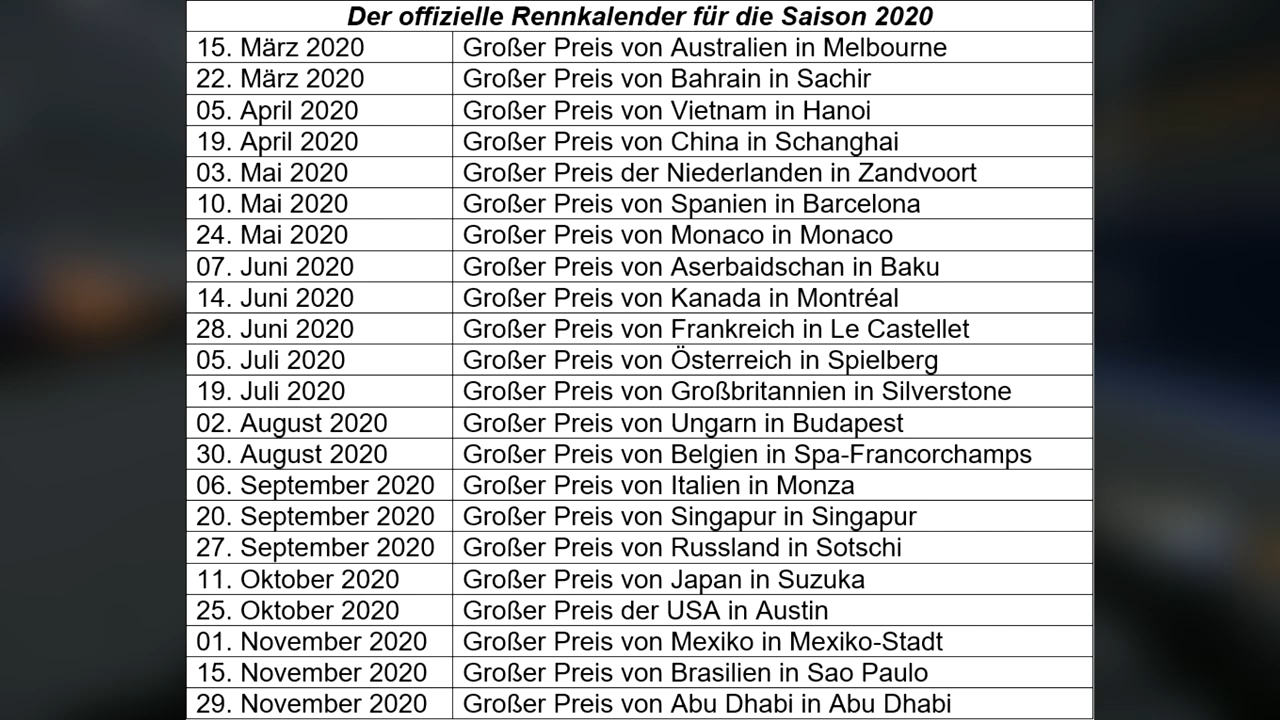 Der offizielle Rennkalender für die Saison 2020
15. März 2020 Großer Preis von Australien in Melbourne
22. März 2020 Großer Preis von Bahrain in Sachir
05. April 2020 Großer Preis von Vietnam in Hanoi
19. April 2020 Großer Preis von China in Schanghai
03. Mai 2020 Großer Preis der Niederlanden in Zandvoort
10. Mai 2020 Großer Preis von Spanien in Barcelona
24. Mai 2020 Großer Preis von Monaco in Monaco
07. Juni 2020 Großer Preis von Aserbaidschan in Baku
14. Juni 2020 Großer Preis von Kanada in Montréal
28. Juni 2020 Großer Preis von Frankreich in Le Castellet
05. Juli 2020 Großer Preis von Österreich in Spielberg
19. Juli 2020 Großer Preis von Großbritannien in Silverstone
02. August 2020 Großer Preis von Ungarn in Budapest
30. August 2020 Großer Preis von Belgien in Spa-Francorchamps
06. September 2020 Großer Preis von Italien in Monza
20. September 2020 Großer Preis von Singapur in Singapur
27. September 2020 Großer Preis von Russland in Sotschi
11. Oktober 2020 Großer Preis von Japan in Suzuka
25. Oktober 2020 Großer Preis der USA in Austin
01. November 2020 Großer Preis von Mexiko in Mexiko-Stadt
15. November 2020 Großer Preis von Brasilien in Sao Paulo
29. November 2020 Großer Preis von Abu Dhabi in Abu Dhabi